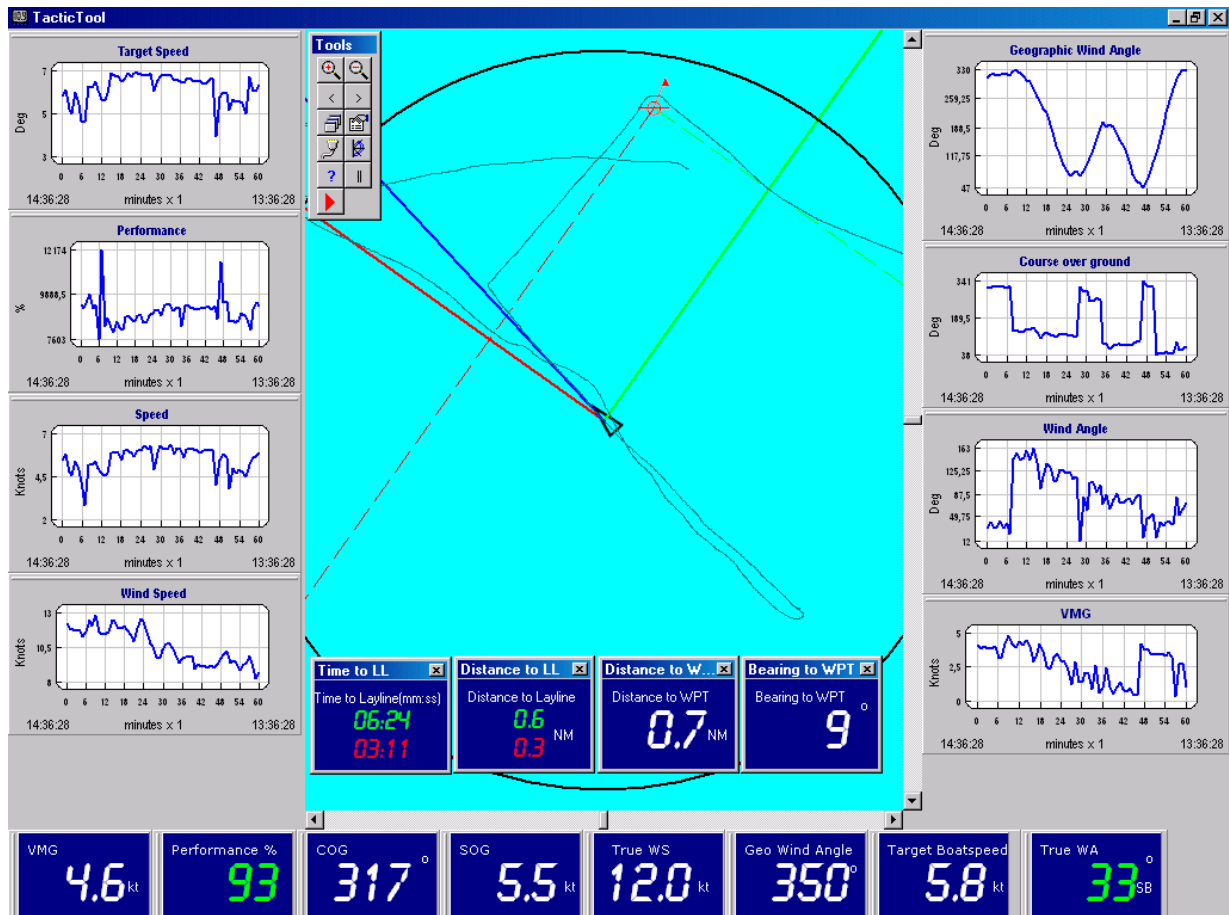 TacticTool
Target Speed
7
5
3
Deg
0 6 12 18 24 30 36 42 48 54 60
14:36:28 minutes x 1 13:36:28
Performance
12174
9888,5
7603
%
0 6 12 18 24 30 36 42 48 54 60
14:36:28 minutes x 1 13:36:28
Speed
7
4,5
2
Knots
0 6 12 18 24 30 36 42 48 54 60
14:36:28 minutes x 1 13:36:28
Wind Speed
13
10,5
8
Knots
0 6 12 18 24 30 36 42 48 54 60
14:36:28 minutes x 1 13:36:28
Tools
< >
? ||
Time to LL
Time to Layline(mm:ss)
06:24
03:11
Distance to LL
Distance to Layline
0.6
NM
0.3
Distance to W...
Distance to WPT
0.7 NM
Bearing to WPT
Bearing to WPT
9 °
Geographic Wind Angle
330
259,25
188,5
117,75
47
Deg
0 6 12 18 24 30 36 42 48 54 60
14:36:28 minutes x 1 13:36:28
Course over ground
341
189,5
38
Deg
0 6 12 18 24 30 36 42 48 54 60
14:36:28 minutes x 1 13:36:28
Wind Angle
163
125,25
87,5
49,75
12
Deg
0 6 12 18 24 30 36 42 48 54 60
14:36:28 minutes x 1 13:36:28
VMG
5
2,5
0
Knots
0 6 12 18 24 30 36 42 48 54 60
14:36:28 minutes x 1 13:36:28
VMG
4.6 kt
Performance %
93
COG
317 °
SOG
5.5 kt
True WS
12.0 kt
Geo Wind Angle
350 °
Target Boatspeed
5.8 kt
True WA
33 ° SB